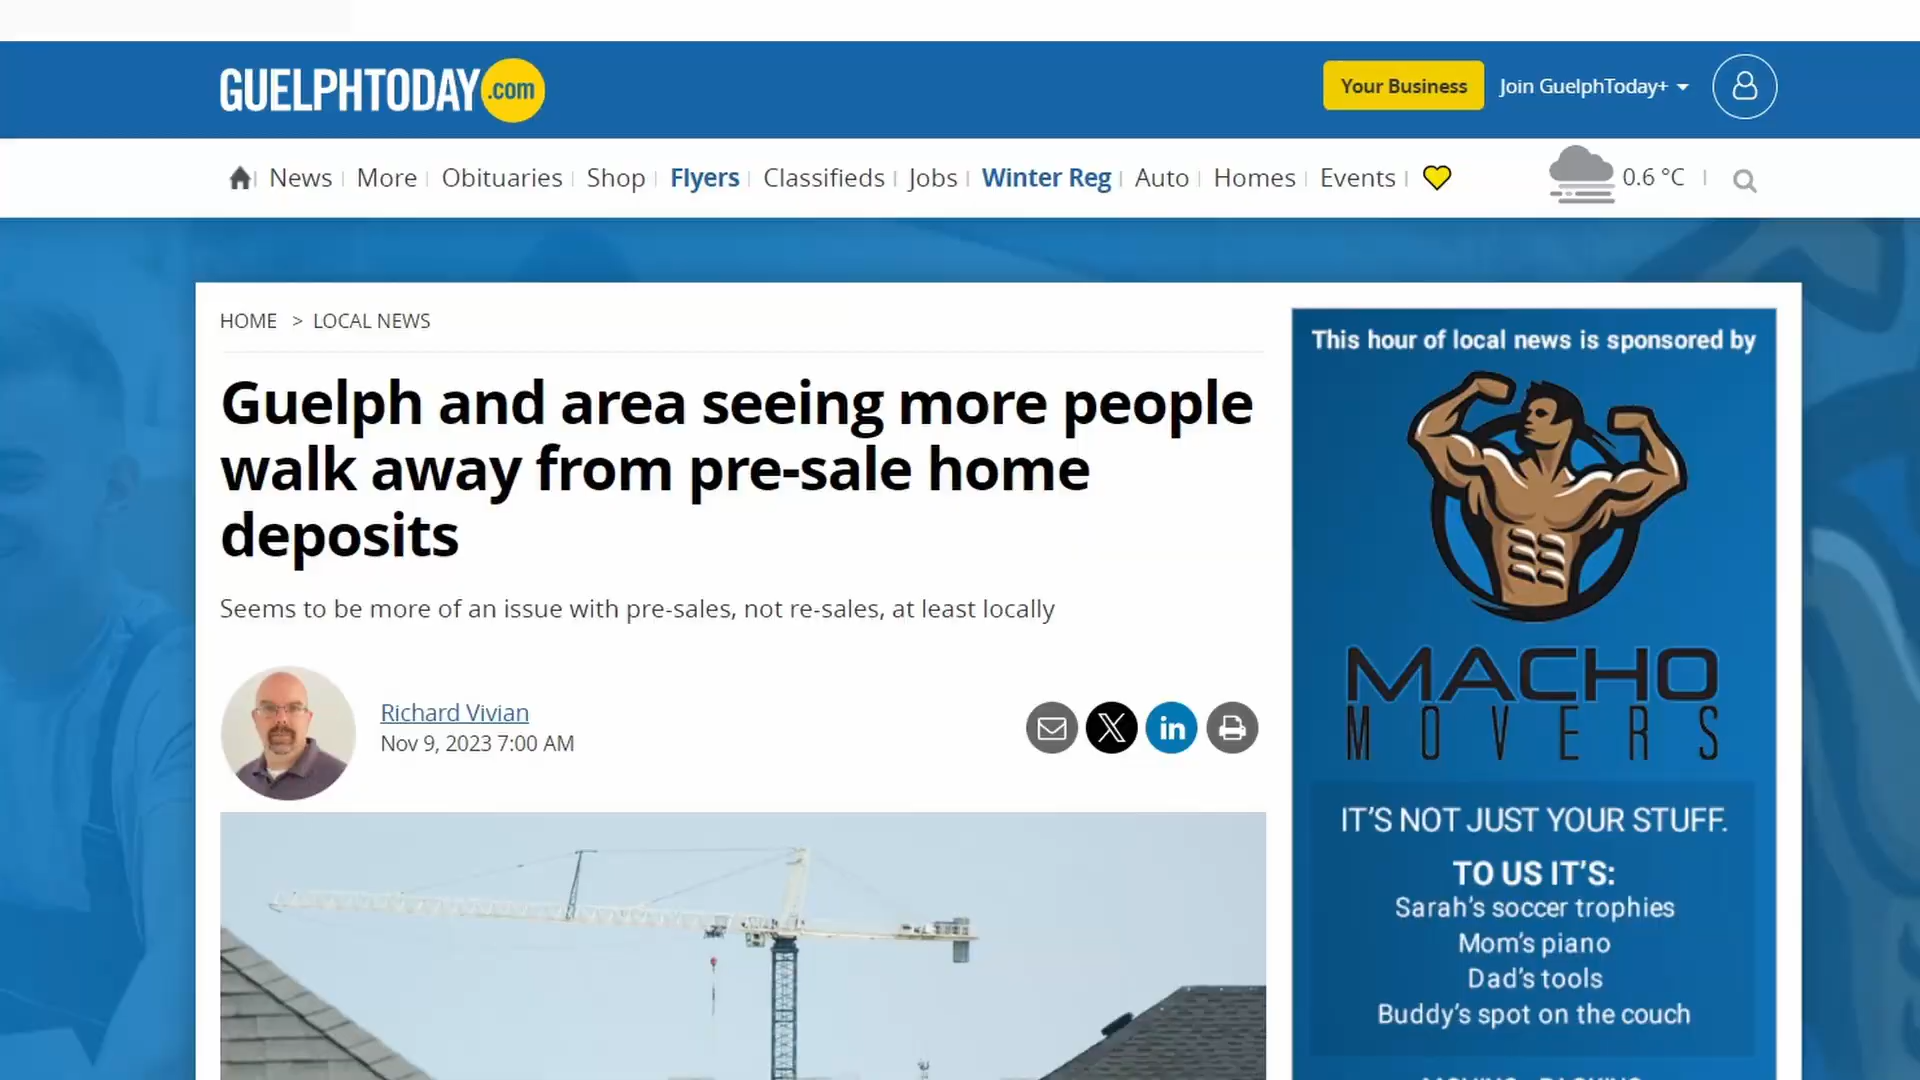 GUELPHTODAY.com
Your Business
Join GuelphToday+
News
More
Obituaries
Shop
Flyers
Classifieds
Jobs
Winter Reg
Auto
Homes
Events
0.6 °C
HOME > LOCAL NEWS
Guelph and area seeing more people
walk away from pre-sale home
deposits
Seems to be more of an issue with pre-sales, not re-sales, at least locally
Richard Vivian
Nov 9, 2023 7:00 AM
This hour of local news is sponsored by
MACHO
MOVERS
IT'S NOT JUST YOUR STUFF.
TO US IT'S:
Sarah's soccer trophies
Mom's piano
Dad's tools
Buddy's spot on the couch